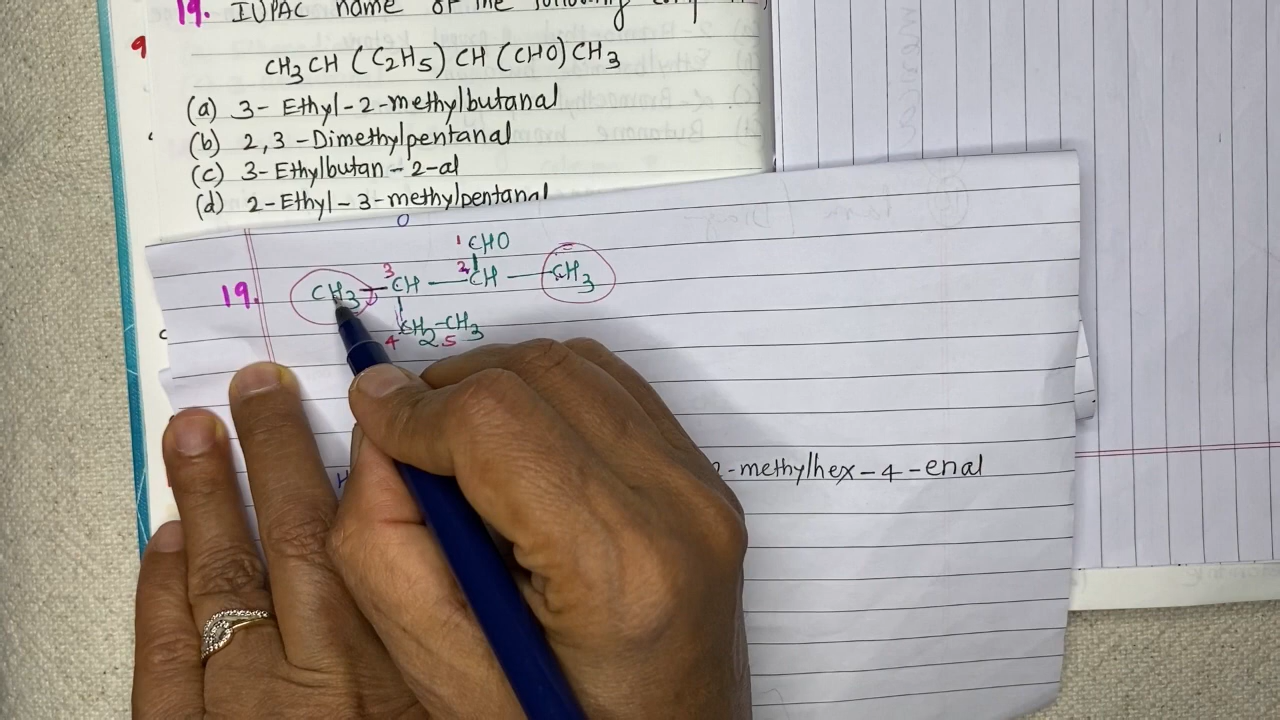 19. IUPAC name of the following
9
CH3CH (C2H5) CH (CHO) CH3
(a) 3- Ethyl-2-methylbutanal
(b) 2,3-Dimethylpentanal
(c) 3-Ethylbutan-2-al
(d) 2-Ethyl-3-methylpentanal
1 CHO
19. CH3 - 3 CH - 2 CH - CH3
4 CH2-CH3 5
2-methylhex-4-enal